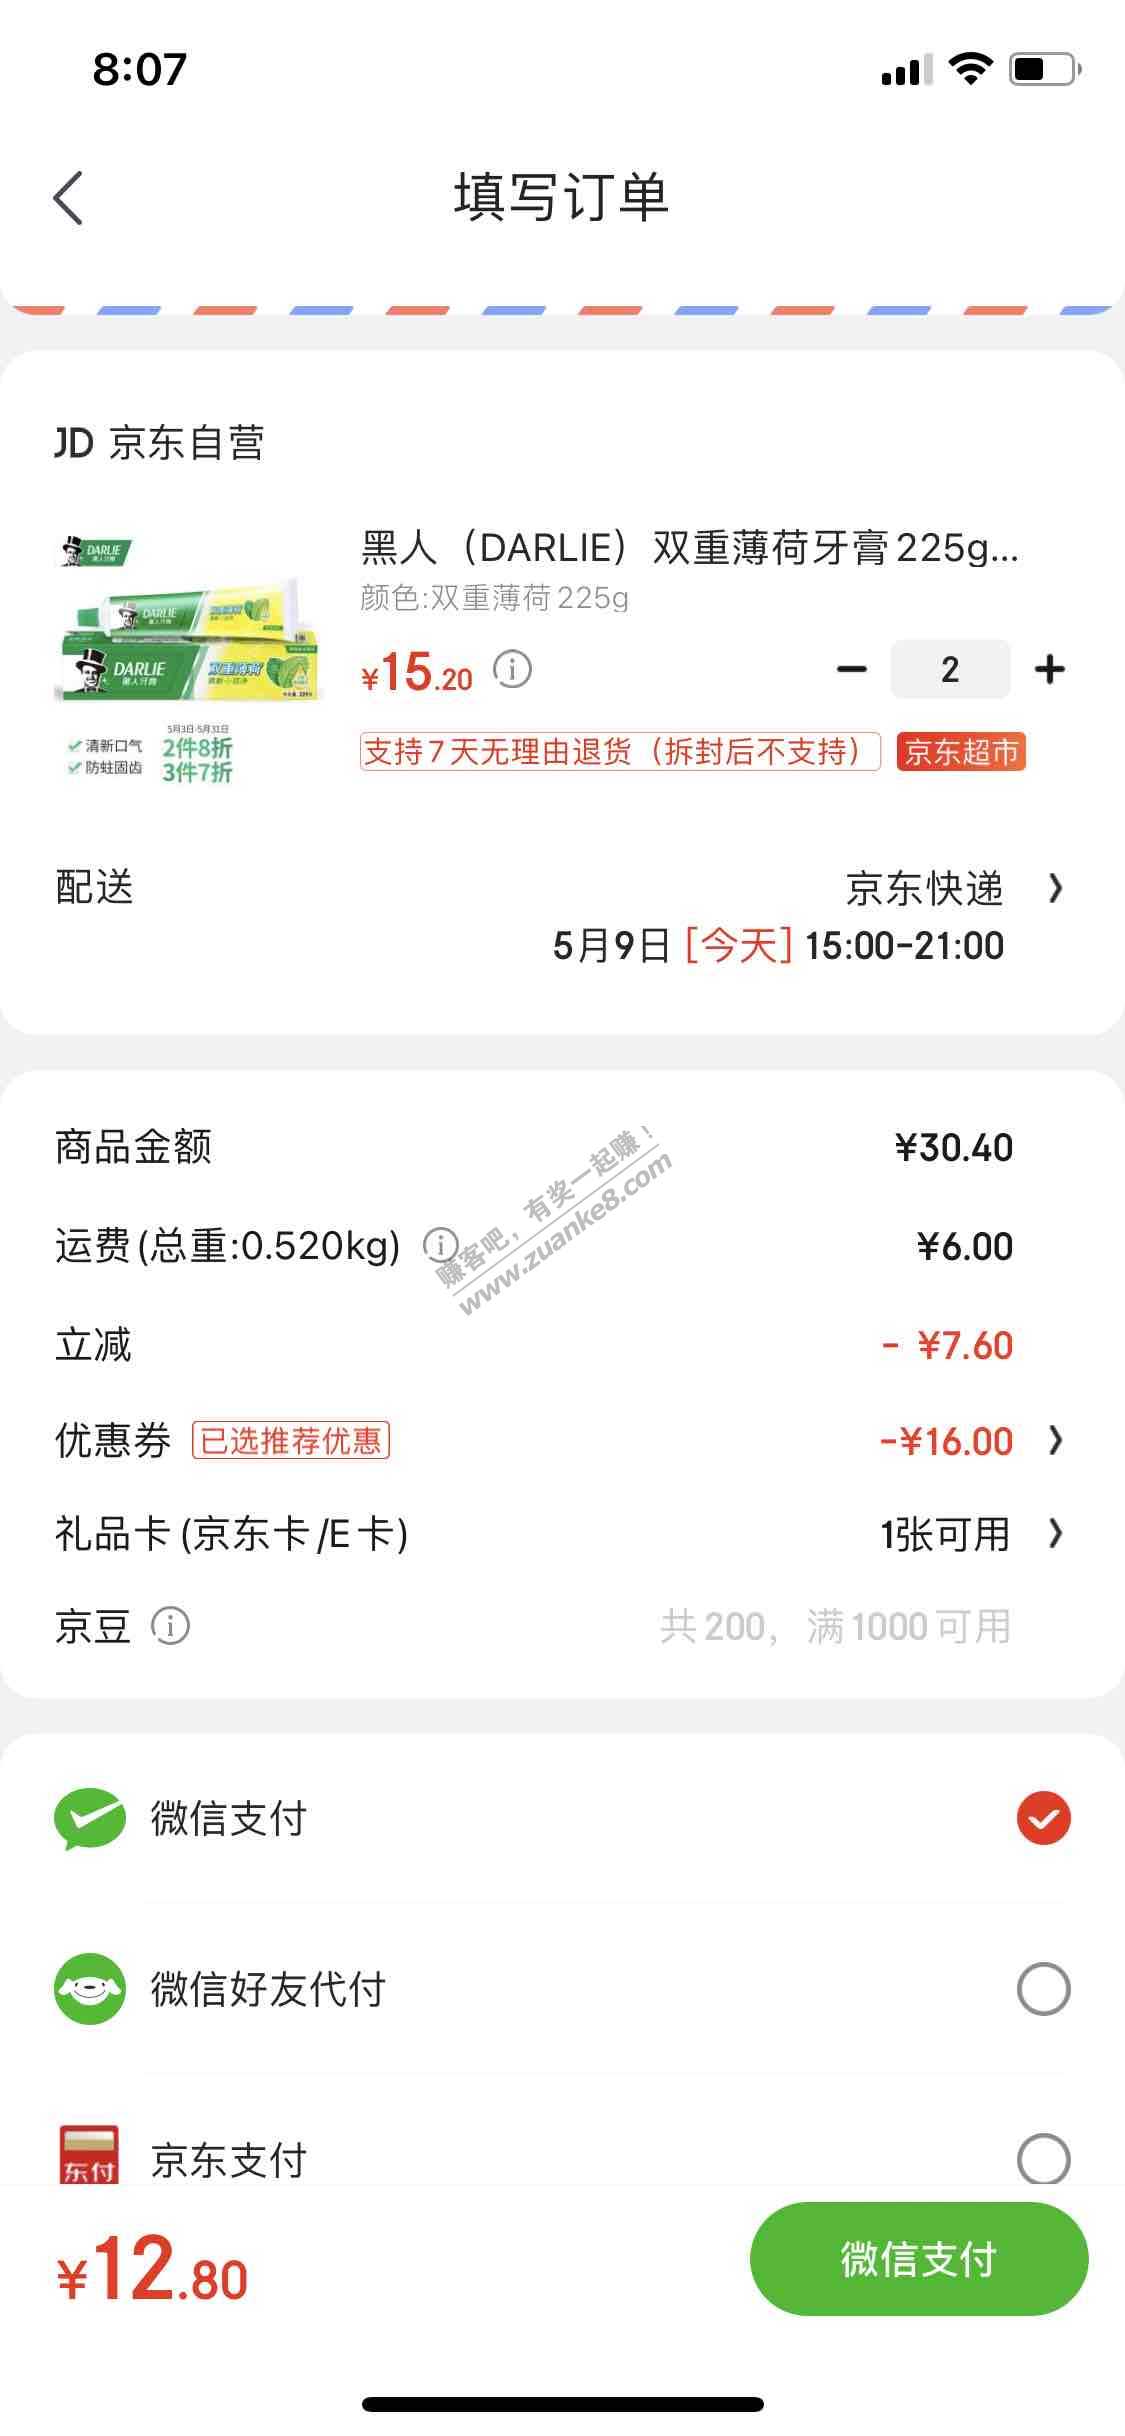 8:07
填写订单
JD 京东自营
DARLIE
黑人牙膏
DARLIE
黑人牙膏
DARLIE
黑人牙膏
双重薄荷
黑人（DARLIE）双重薄荷牙膏225g...
颜色:双重薄荷225g
¥15.20
2
5月3日-5月31日
清新口气
2件8折
防蛀固齿
3件7折
支持7天无理由退货（拆封后不支持）
京东超市
配送
京东快递
5月9日 [今天] 15:00-21:00
商品金额
¥30.40
赚客吧，有奖一起赚！
www.zuanke8.com
运费(总重:0.520kg)
¥6.00
立减
- ¥7.60
优惠券 已选推荐优惠
-¥16.00
礼品卡(京东卡/E卡)
1张可用
京豆
共200，满1000可用
微信支付
微信好友代付
东付
京东支付
¥12.80
微信支付